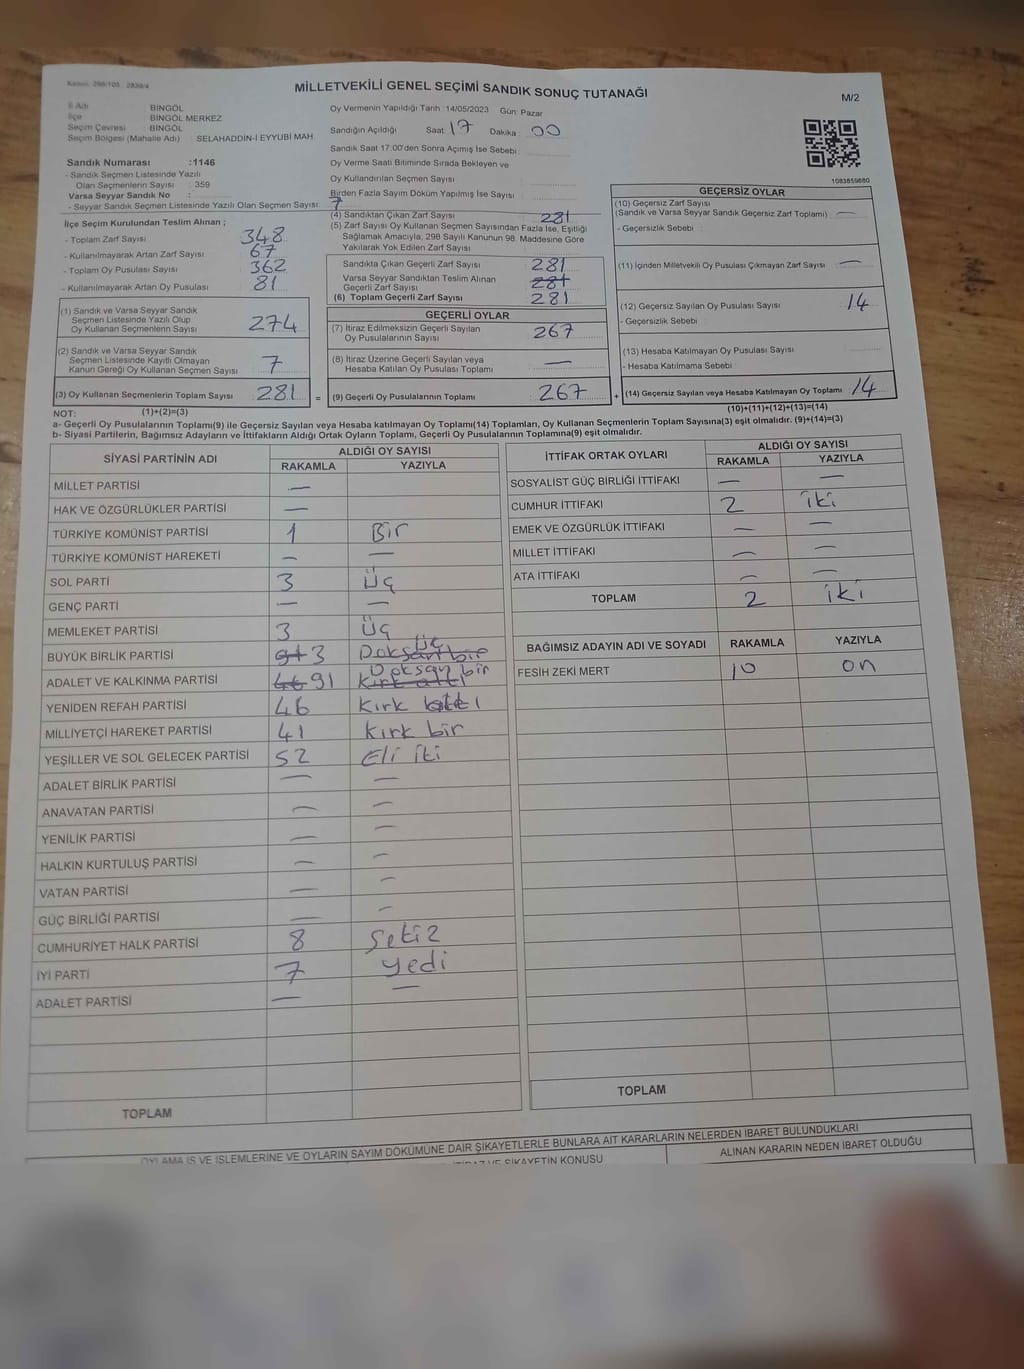 Kanun: 298/105 , 2839/4
MİLLETVEKİLİ GENEL SEÇİMİ SANDIK SONUÇ TUTANAĞI
M/2
İl Adı BİNGÖL
İlçe BİNGÖL MERKEZ
Seçim Çevresi BİNGÖL
Seçim Bölgesi (Mahalle Adı) SELAHADDİN-İ EYYUBİ MAH.
Oy Vermenin Yapıldığı Tarih :14/05/2023 Gün: Pazar
Sandığın Açıldığı Saat: 17 Dakika : 00
Sandık Saat 17:00'den Sonra Açılmış İse Sebebi :
Oy Verme Saati Bitiminde Sırada Bekleyen ve
Oy Kullandırılan Seçmen Sayısı
Birden Fazla Sayım Döküm Yapılmış İse Sayısı
1083859680
Sandık Numarası :1146
- Sandık Seçmen Listesinde Yazılı
Olan Seçmenlerin Sayısı : 359
Varsa Seyyar Sandık No :
- Seyyar Sandık Seçmen Listesinde Yazılı Olan Seçmen Sayısı: 7
İlçe Seçim Kurulundan Teslim Alınan ;
- Toplam Zarf Sayısı 348
- Kullanılmayarak Artan Zarf Sayısı 67
- Toplam Oy Pusulası Sayısı 362
- Kullanılmayarak Artan Oy Pusulası 81
(4) Sandıktan Çıkan Zarf Sayısı 281
(5) Zarf Sayısı Oy Kullanan Seçmen Sayısından Fazla İse, Eşitliği
Sağlamak Amacıyla, 298 Sayılı Kanunun 98. Maddesine Göre
Yakılarak Yok Edilen Zarf Sayısı
Sandıkta Çıkan Geçerli Zarf Sayısı 281
Varsa Seyyar Sandıktan Teslim Alınan
Geçerli Zarf Sayısı 281
(6) Toplam Geçerli Zarf Sayısı 281
GEÇERSİZ OYLAR
(10) Geçersiz Zarf Sayısı
(Sandık ve Varsa Seyyar Sandık Geçersiz Zarf Toplamı) —
- Geçersizlik Sebebi :
(11) İçinden Milletvekili Oy Pusulası Çıkmayan Zarf Sayısı —
(12) Geçersiz Sayılan Oy Pusulası Sayısı 14
- Geçersizlik Sebebi :
(13) Hesaba Katılmayan Oy Pusulası Sayısı
- Hesaba Katılmama Sebebi :
(14) Geçersiz Sayılan veya Hesaba Katılmayan Oy Toplamı 14
(10)+(11)+(12)+(13)=(14)
(1) Sandık ve Varsa Seyyar Sandık
Seçmen Listesinde Yazılı Olup
Oy Kullanan Seçmenlerin Sayısı 274
(2) Sandık ve Varsa Seyyar Sandık
Seçmen Listesinde Kayıtlı Olmayan
Kanun Gereği Oy Kullanan Seçmen Sayısı 7
(3) Oy Kullanan Seçmenlerin Toplam Sayısı 281 =
GEÇERLİ OYLAR
(7) İtiraz Edilmeksizin Geçerli Sayılan
Oy Pusulalarının Sayısı 267
(8) İtiraz Üzerine Geçerli Sayılan veya
Hesaba Katılan Oy Pusulası Toplamı —
(9) Geçerli Oy Pusulalarının Toplamı 267 +
NOT: (1)+(2)=(3)
a- Geçerli Oy Pusulalarının Toplamı(9) ile Geçersiz Sayılan veya Hesaba katılmayan Oy Toplamı(14) Toplamları, Oy Kullanan Seçmenlerin Toplam Sayısına(3) eşit olmalıdır. (9)+(14)=(3)
b- Siyasi Partilerin, Bağımsız Adayların ve İttifakların Aldığı Ortak Oyların Toplamı, Geçerli Oy Pusulalarının Toplamına(9) eşit olmalıdır.
SİYASİ PARTİNİN ADI ALDIĞI OY SAYISI
RAKAMLA YAZIYLA
MİLLET PARTİSİ —
HAK VE ÖZGÜRLÜKLER PARTİSİ —
TÜRKİYE KOMÜNİST PARTİSİ 1 Bir
TÜRKİYE KOMÜNİST HAREKETİ — —
SOL PARTİ 3 Üç
GENÇ PARTİ — —
MEMLEKET PARTİSİ 3 Üç
BÜYÜK BİRLİK PARTİSİ 91 3 Doksan bir Üç
ADALET VE KALKINMA PARTİSİ 46 91 Kırk altı Doksan bir
YENİDEN REFAH PARTİSİ 46 Kırk altı
MİLLİYETÇİ HAREKET PARTİSİ 41 Kırk bir
YEŞİLLER VE SOL GELECEK PARTİSİ 52 Eli iki
ADALET BİRLİK PARTİSİ — —
ANAVATAN PARTİSİ — —
YENİLİK PARTİSİ — —
HALKIN KURTULUŞ PARTİSİ — —
VATAN PARTİSİ — —
GÜÇ BİRLİĞİ PARTİSİ — —
CUMHURİYET HALK PARTİSİ 8 Sekiz
İYİ PARTİ 7 Yedi
ADALET PARTİSİ — —
TOPLAM
İTTİFAK ORTAK OYLARI ALDIĞI OY SAYISI
RAKAMLA YAZIYLA
SOSYALİST GÜÇ BİRLİĞİ İTTİFAKI — —
CUMHUR İTTİFAKI 2 iki
EMEK VE ÖZGÜRLÜK İTTİFAKI — —
MİLLET İTTİFAKI — —
ATA İTTİFAKI — —
TOPLAM 2 iki
BAĞIMSIZ ADAYIN ADI VE SOYADI RAKAMLA YAZIYLA
FESİH ZEKİ MERT 10 on
TOPLAM
OYLAMA İŞ VE İŞLEMLERİNE VE OYLARIN SAYIM DÖKÜMÜNE DAİR ŞİKAYETLERLE BUNLARA AİT KARARLARIN NELERDEN İBARET BULUNDUKLARI
İTİRAZ VE ŞİKAYETİN KONUSU ALINAN KARARIN NEDEN İBARET OLDUĞU